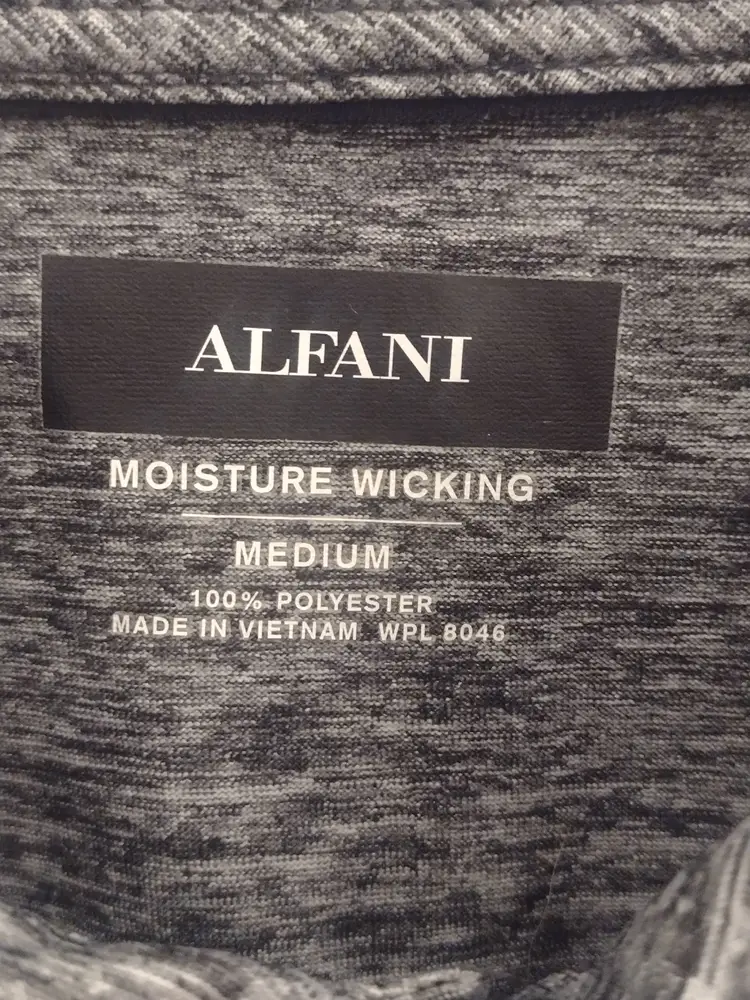 ALFANI
MOISTURE WICKING
MEDIUM
100% POLYESTER
MADE IN VIETNAM WPL 8046